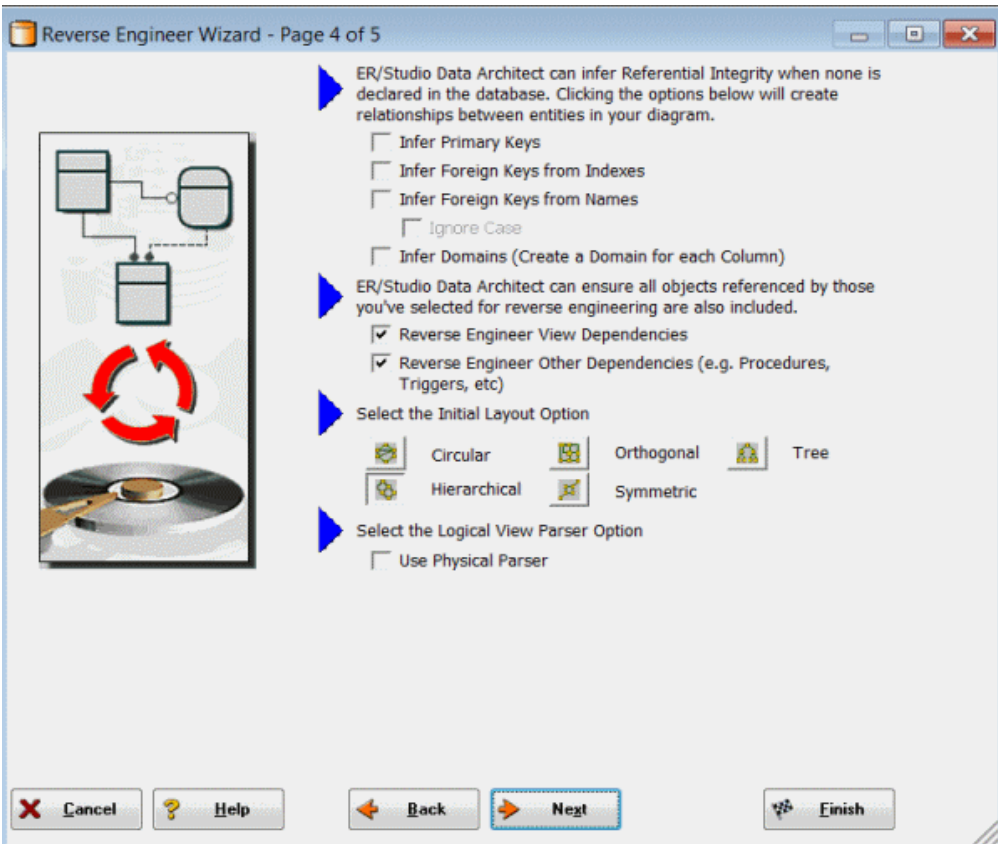 Reverse Engineer Wizard - Page 4 of 5
ER/Studio Data Architect can infer Referential Integrity when none is
declared in the database. Clicking the options below will create
relationships between entities in your diagram.
Infer Primary Keys
Infer Foreign Keys from Indexes
Infer Foreign Keys from Names
Ignore Case
Infer Domains (Create a Domain for each Column)
ER/Studio Data Architect can ensure all objects referenced by those
you've selected for reverse engineering are also included.
Reverse Engineer View Dependencies
Reverse Engineer Other Dependencies (e.g. Procedures,
Triggers, etc)
Select the Initial Layout Option
Circular Orthogonal Tree
Hierarchical Symmetric
Select the Logical View Parser Option
Use Physical Parser
Cancel Help Back Next Finish